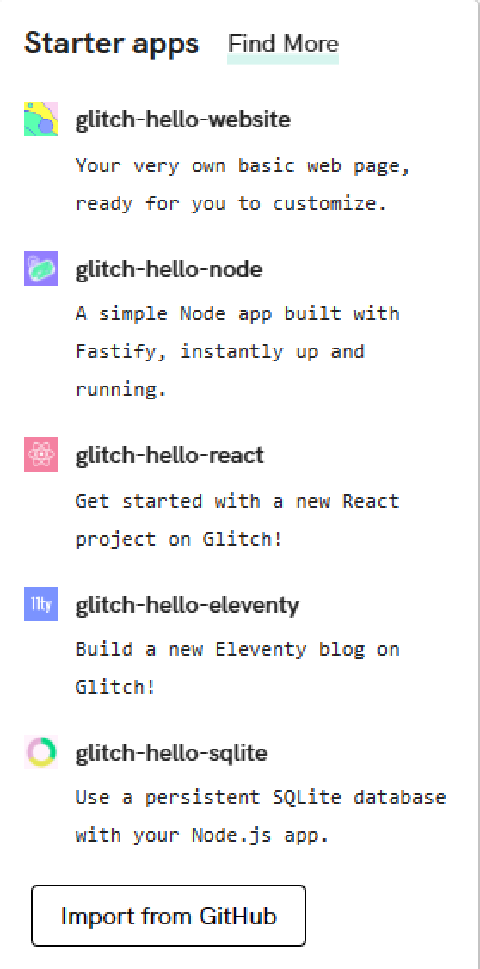 Starter apps Find More
glitch-hello-website
Your very own basic web page,
ready for you to customize.
glitch-hello-node
A simple Node app built with
Fastify, instantly up and
running.
glitch-hello-react
Get started with a new React
project on Glitch!
11ty
glitch-hello-eleventy
Build a new Eleventy blog on
Glitch!
glitch-hello-sqlite
Use a persistent SQLite database
with your Node.js app.
Import from GitHub